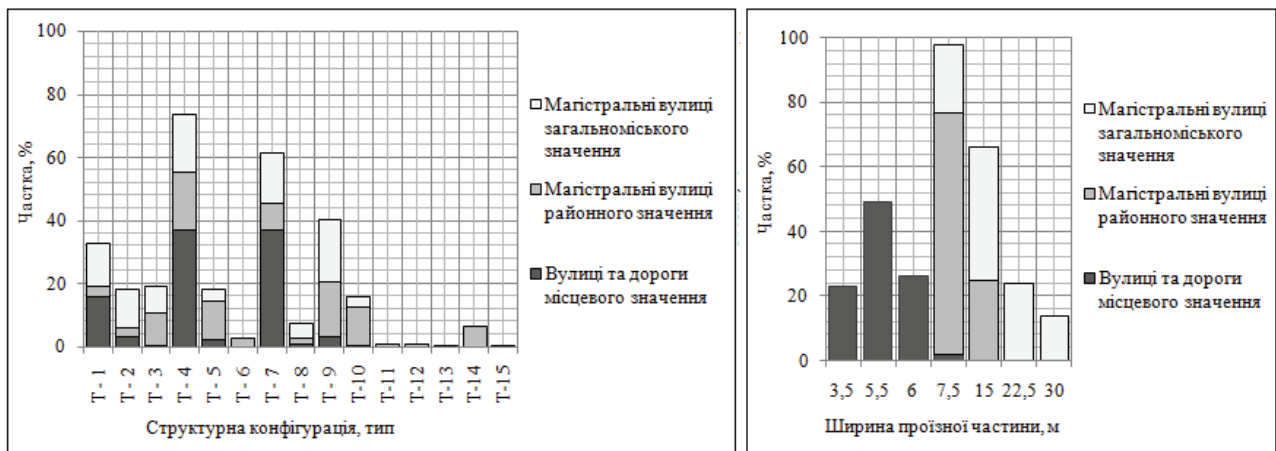 100
80
60
40
20
0
Частка, %
Т - 1
Т - 2
Т - 3
Т - 4
Т - 5
Т - 6
Т - 7
Т - 8
Т - 9
Т-10
Т-11
Т-12
Т-13
Т-14
Т-15
Структурна конфігурація, тип
Магістральні вулиці
загальноміського
значення
Магістральні вулиці
районного значення
Вулиці та дороги
місцевого значення
100
80
60
40
20
0
Частка, %
3,5 5,5 6 7,5 15 22,5 30
Ширина проїзної частини, м
Магістральні вулиці
загальноміського
значення
Магістральні вулиці
районного значення
Вулиці та дороги
місцевого значення